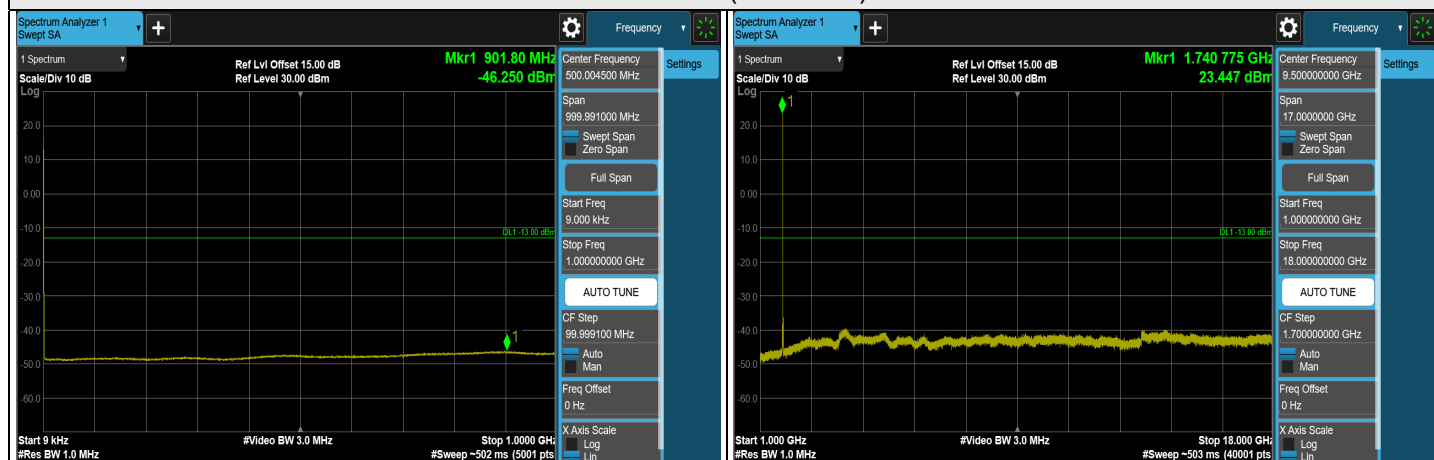 Spectrum Analyzer 1
Swept SA
Frequency
1 Spectrum
Ref Lvl Offset 15.00 dB
Mkr1 901.80 MHz
Scale/Div 10 dB
Ref Level 30.00 dBm
-46.250 dBm
Log
1
20.0
10.0
0.00
-10.0
DL1 -13.00 dBm
-20.0
-30.0
-40.0
1
-50.0
-60.0
Start 9 kHz
#Video BW 3.0 MHz
Stop 1.0000 GHz
#Res BW 1.0 MHz
#Sweep ~502 ms (5001 pts
Center Frequency
500.004500 MHz
Settings
Span
999.991000 MHz
Swept Span
Zero Span
Full Span
Start Freq
9.000 kHz
Stop Freq
1.000000000 GHz
AUTO TUNE
CF Step
99.999100 MHz
Auto
Man
Freq Offset
0 Hz
X Axis Scale
Log
Lin
Spectrum Analyzer 1
Swept SA
Frequency
1 Spectrum
Ref Lvl Offset 15.00 dB
Mkr1 1.740 775 GHz
Scale/Div 10 dB
Ref Level 30.00 dBm
23.447 dBm
Log
1
20.0
10.0
0.00
-10.0
DL1 -13.00 dBm
-20.0
-30.0
-40.0
-50.0
-60.0
Start 1.000 GHz
#Video BW 3.0 MHz
Stop 18.000 GHz
#Res BW 1.0 MHz
#Sweep ~503 ms (40001 pts
Center Frequency
9.500000000 GHz
Settings
Span
17.0000000 GHz
Swept Span
Zero Span
Full Span
Start Freq
1.000000000 GHz
Stop Freq
18.000000000 GHz
AUTO TUNE
CF Step
1.700000000 GHz
Auto
Man
Freq Offset
0 Hz
X Axis Scale
Log
Lin